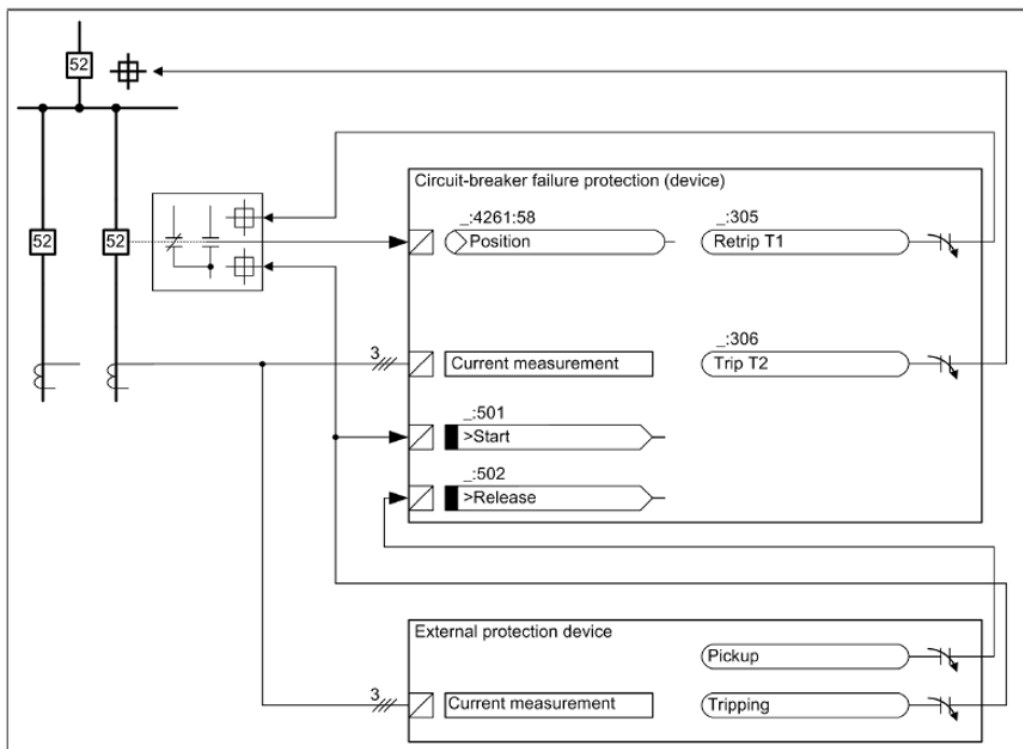 52
Circuit-breaker failure protection (device)
_:4261:58
_:305
52
52
Position
Retrip T1
_:306
3
Current measurement
Trip T2
_:501
>Start
_:502
>Release
External protection device
Pickup
3
Current measurement
Tripping